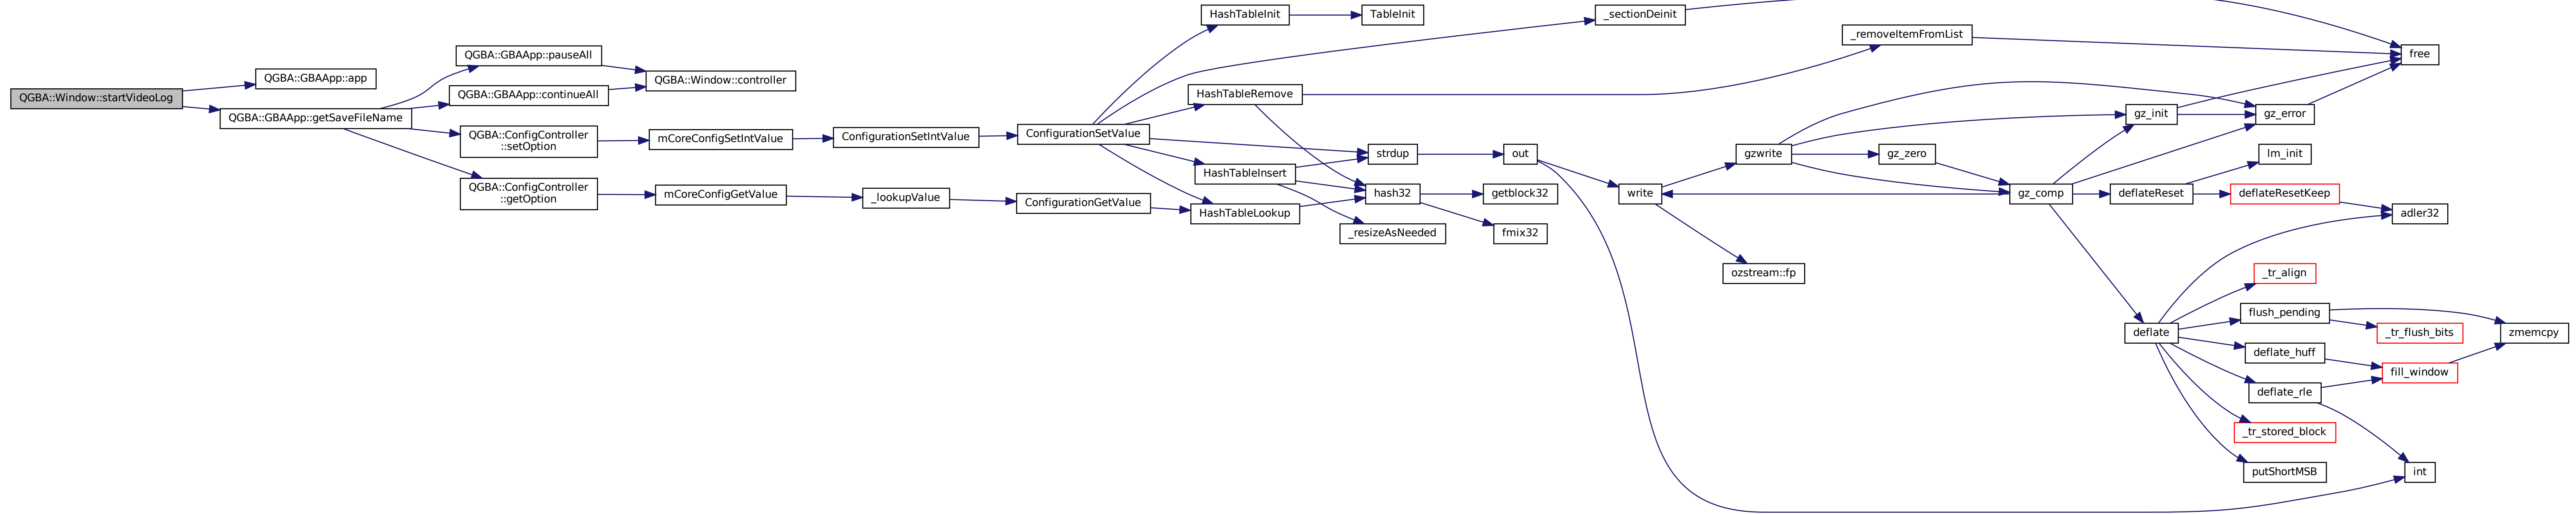 QGBA::Window::startVideoLog
QGBA::GBAApp::app
QGBA::GBAApp::getSaveFileName
QGBA::GBAApp::pauseAll
QGBA::GBAApp::continueAll
QGBA::ConfigController
::setOption
QGBA::ConfigController
::getOption
QGBA::Window::controller
mCoreConfigSetIntValue
mCoreConfigGetValue
ConfigurationSetIntValue
_lookupValue
ConfigurationSetValue
ConfigurationGetValue
HashTableInit
HashTableRemove
HashTableInsert
HashTableLookup
TableInit
strdup
hash32
_resizeAsNeeded
out
getblock32
fmix32
_sectionDeinit
write
gzwrite
ozstream::fp
_removeItemFromList
gz_zero
gz_comp
gz_init
deflateReset
deflate
gz_error
lm_init
deflateResetKeep
_tr_align
flush_pending
deflate_huff
deflate_rle
_tr_stored_block
putShortMSB
free
adler32
_tr_flush_bits
fill_window
int
zmemcpy